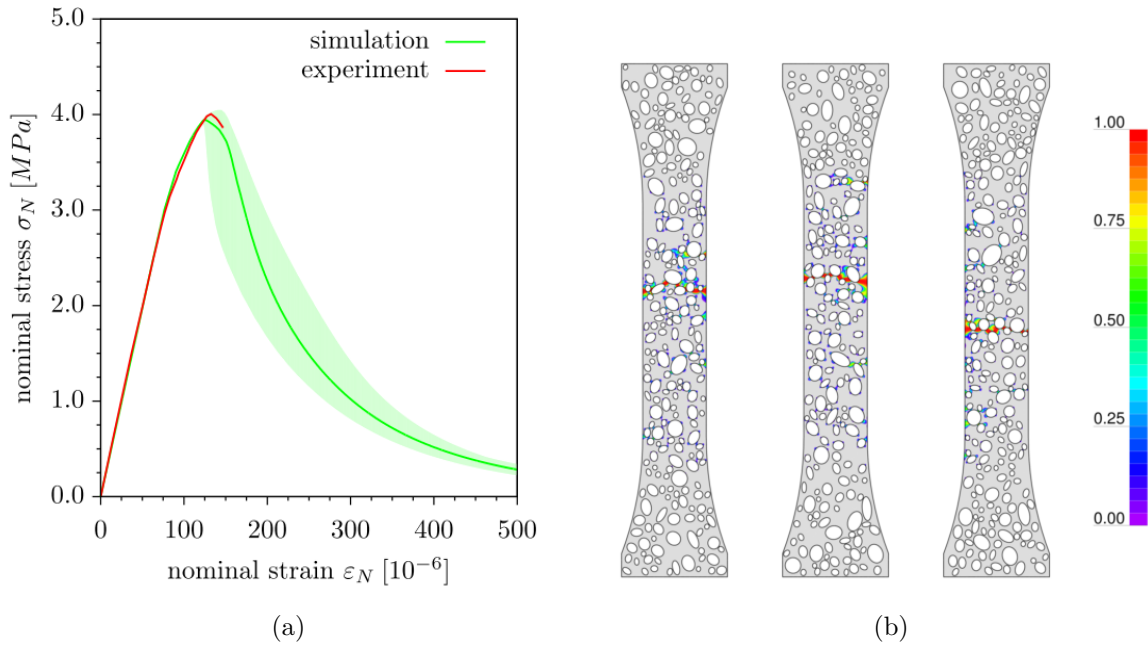 5.0
4.0
3.0
2.0
1.0
0.0
nominal stress σ_N [MPa]
simulation
experiment
0
100
200
300
400
500
nominal strain ε_N [10⁻⁶]
(a)
1.00
0.75
0.50
0.25
0.00
(b)